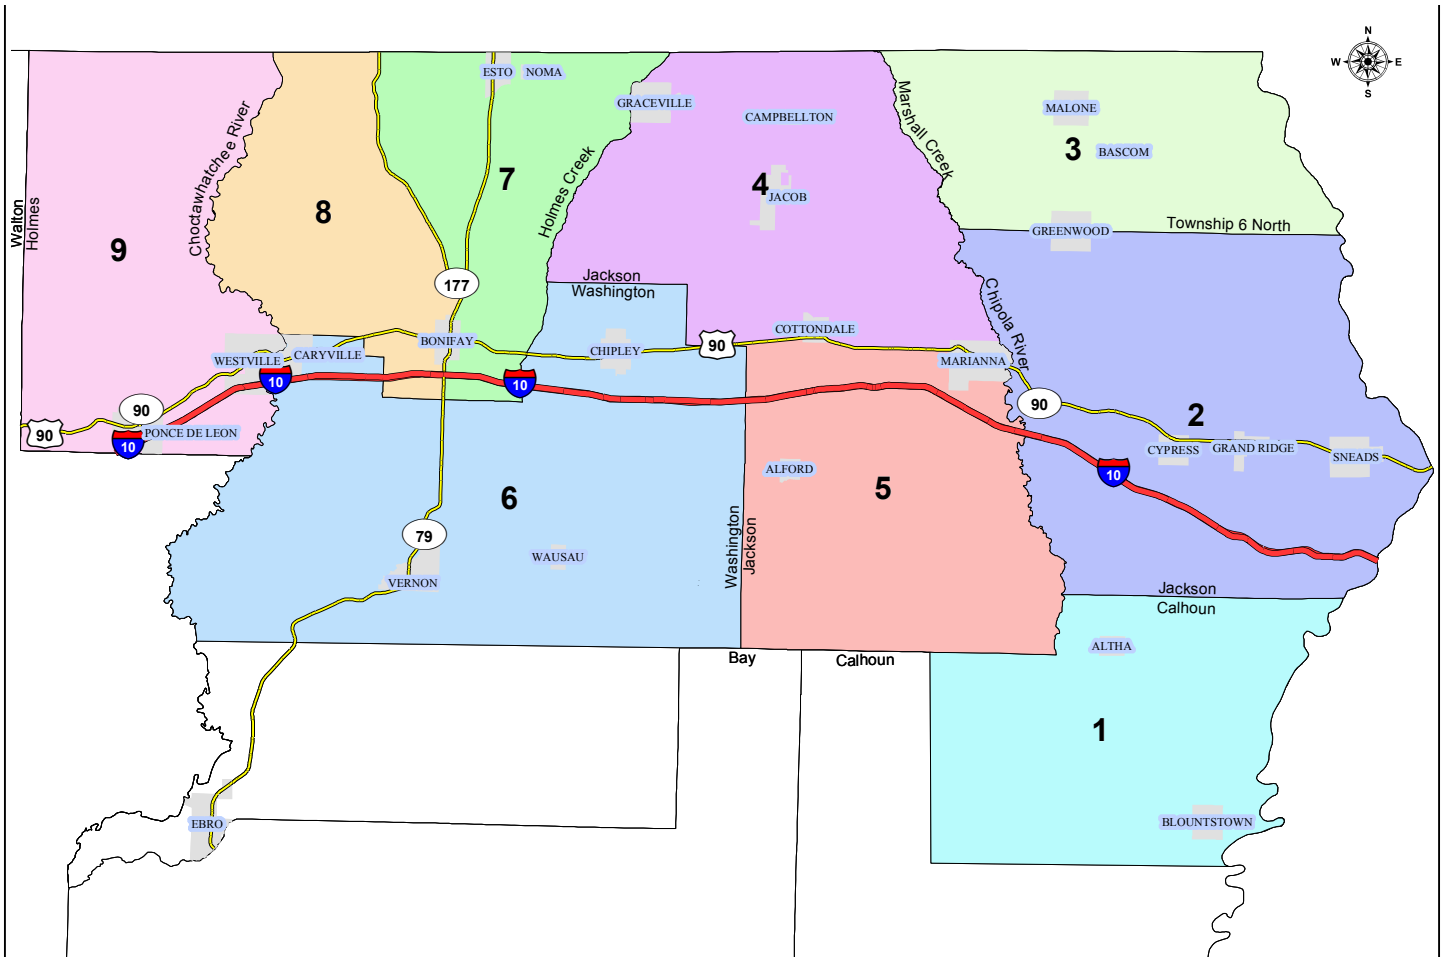 N
W
E
S
ESTO
NOMA
GRACEVILLE
CAMPBELLTON
MALONE
3
BASCOM
Choctawhatchee River
Holmes Creek
Marshall Creek
7
4
JACOB
8
9
Walton
Holmes
GREENWOOD
Township 6 North
Jackson
Washington
177
Chipola River
WESTVILLE
CARYVILLE
BONIFAY
CHIPLEY
90
COTTONDALE
MARIANNA
10
10
90
90
90
10
PONCE DE LEON
2
CYPRESS
GRAND RIDGE
SNEADS
10
ALFORD
5
6
79
WAUSAU
VERNON
Washington
Jackson
Jackson
Calhoun
Bay
Calhoun
ALTHA
1
EBRO
BLOUNTSTOWN